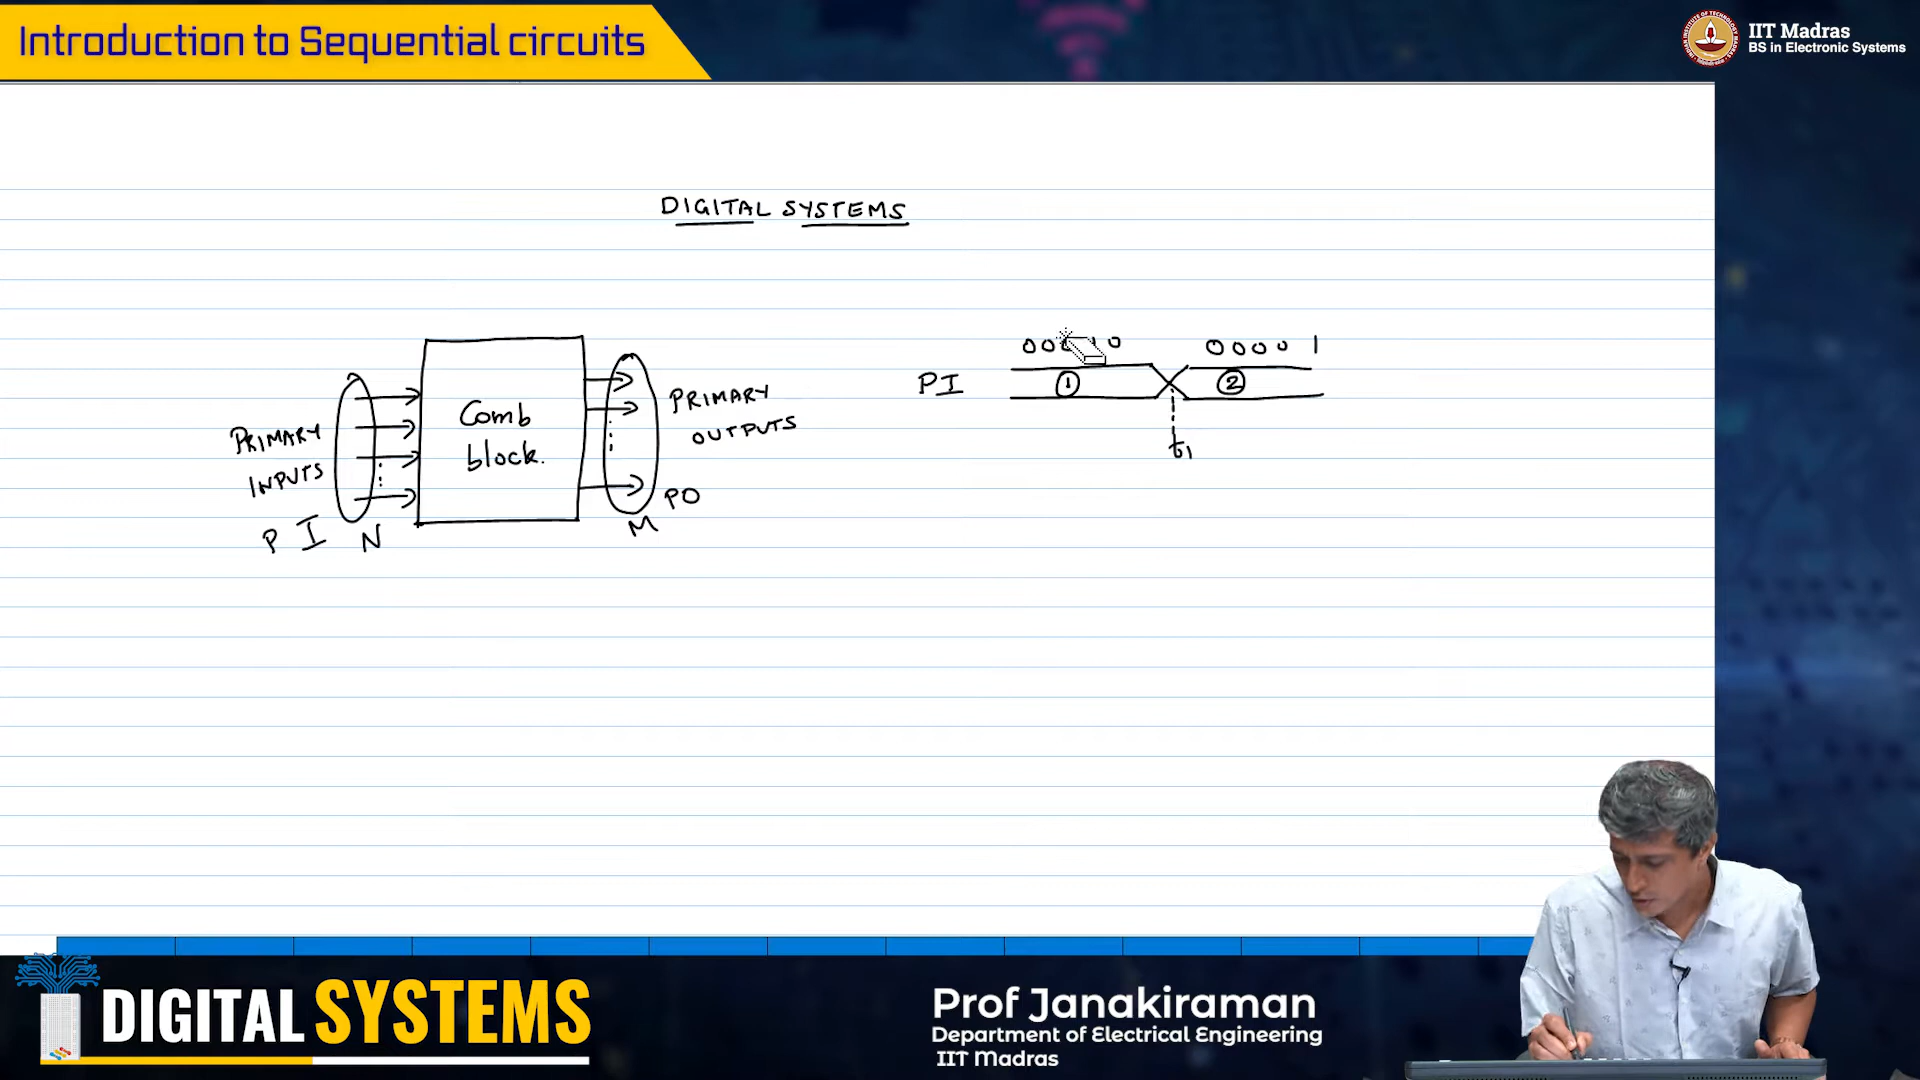 Introduction to Sequential circuits
IIT Madras
BS in Electronic Systems
DIGITAL SYSTEMS
PRIMARY
INPUTS
P I N
Comb
block.
PRIMARY
OUTPUTS
PO
M
0 0 0 0 1
PI ① ②
t₁
DIGITAL SYSTEMS
Prof Janakiraman
Department of Electrical Engineering
IIT Madras